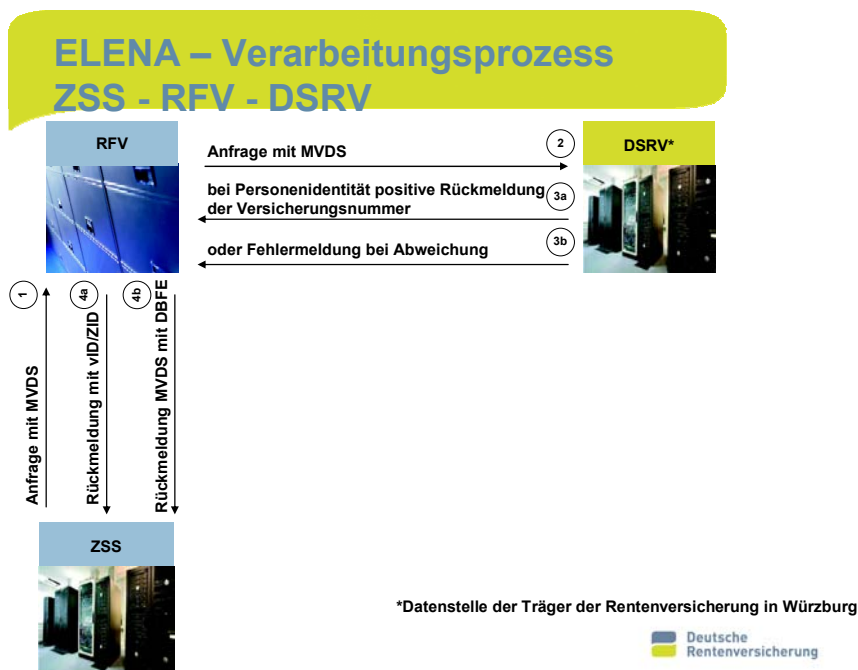 ELENA – Verarbeitungsprozess
ZSS - RFV - DSRV
RFV
Anfrage mit MVDS
2
DSRV*
bei Personenidentität positive Rückmeldung
der Versicherungsnummer
3a
oder Fehlermeldung bei Abweichung
3b
1
4a
4b
Anfrage mit MVDS
Rückmeldung mit vID/ZID
Rückmeldung MVDS mit DBFE
ZSS
*Datenstelle der Träger der Rentenversicherung in Würzburg
Deutsche
Rentenversicherung